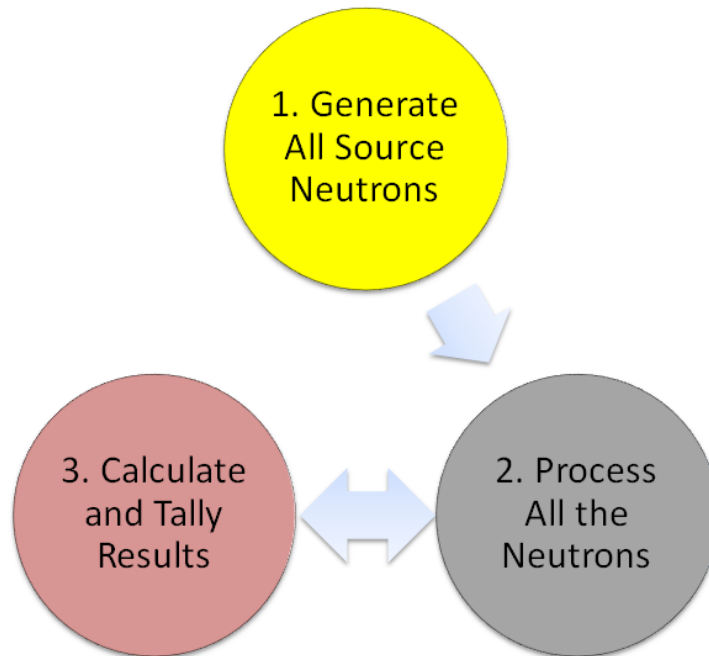 1. Generate
All Source
Neutrons
2. Process
All the
Neutrons
3. Calculate
and Tally
Results